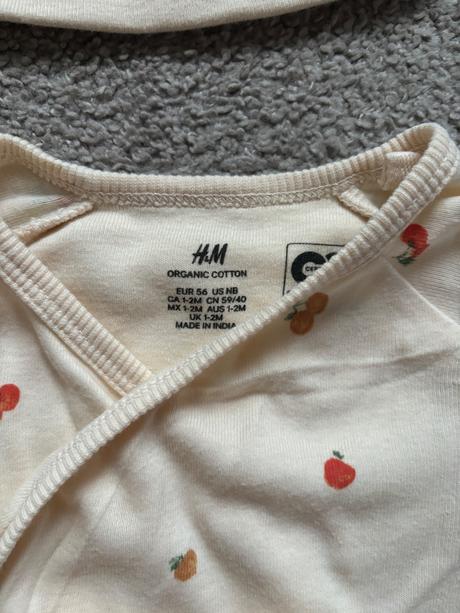 H&M
ORGANIC COTTON
EUR 56 US NB
CA 1-2M CN 59/40
MX 1-2M AUS 1-2M
UK 1-2M
MADE IN INDIA